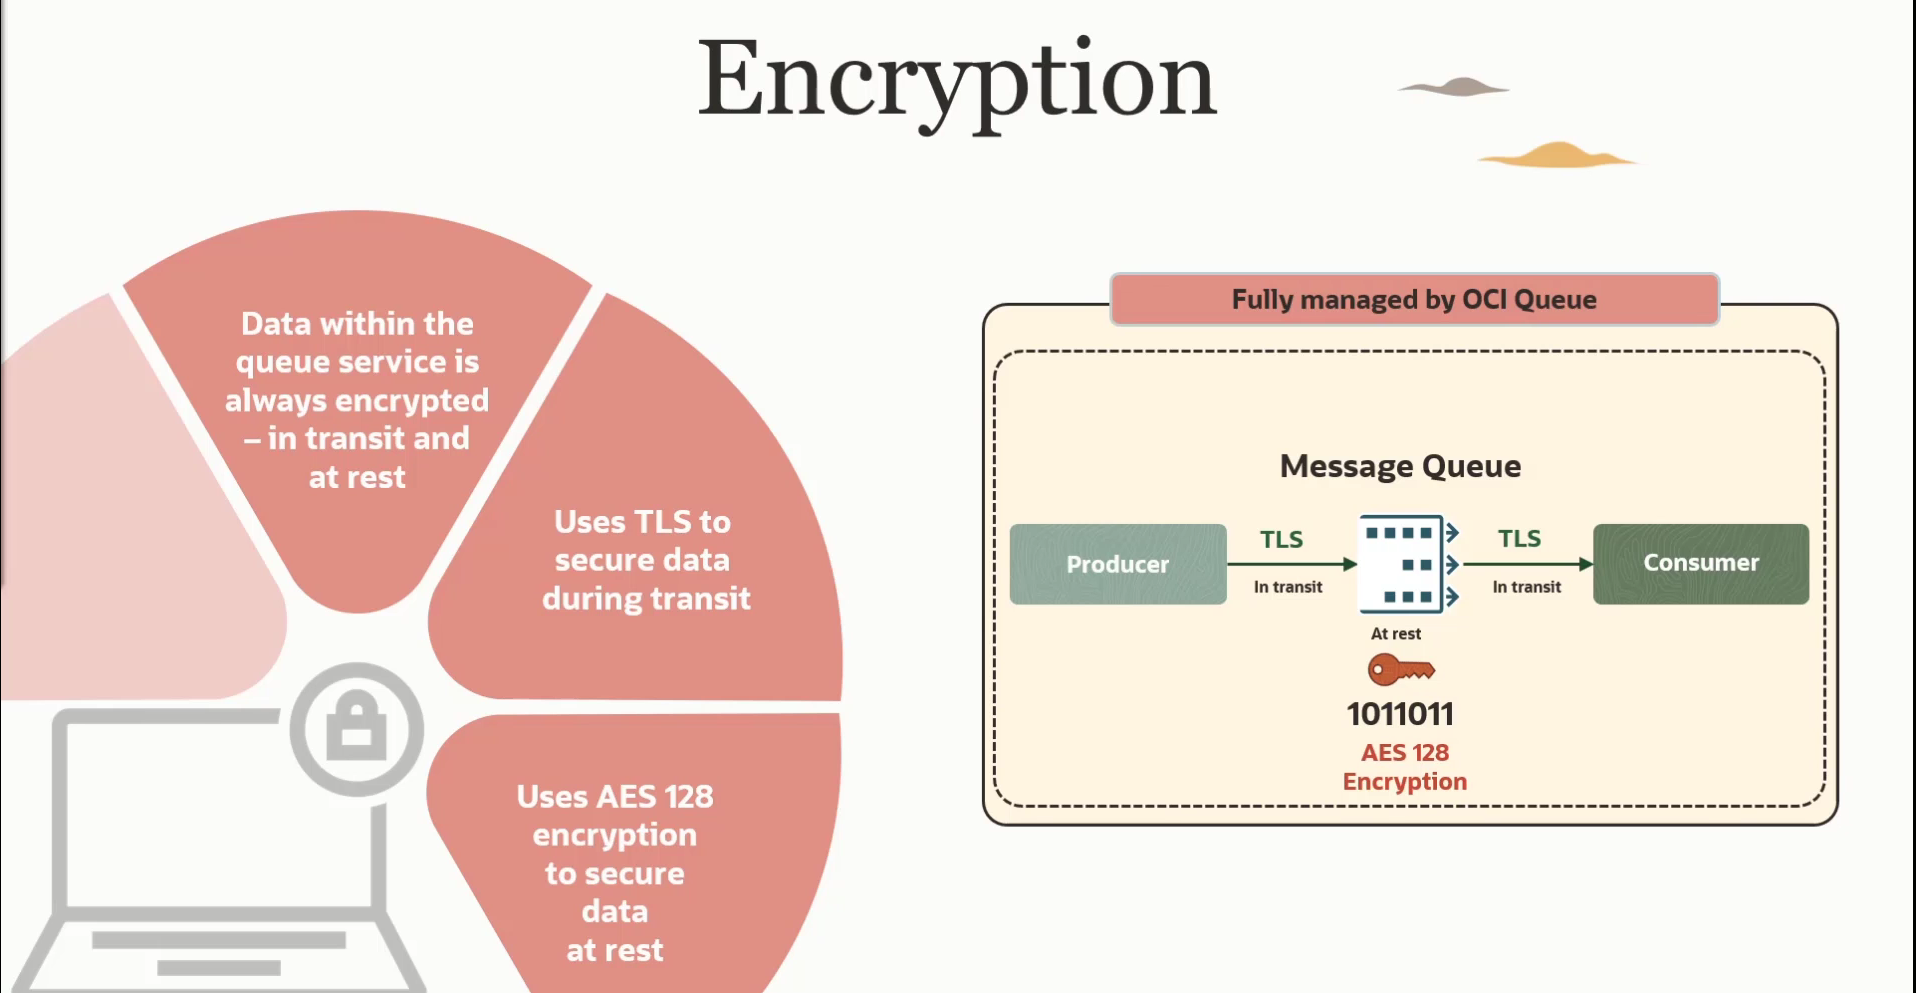 Encryption
Data within the
queue service is
always encrypted
– in transit and
at rest
Uses TLS to
secure data
during transit
Uses AES 128
encryption
to secure
data
at rest
Fully managed by OCI Queue
Message Queue
Producer
TLS
In transit
TLS
In transit
Consumer
At rest
1011011
AES 128
Encryption